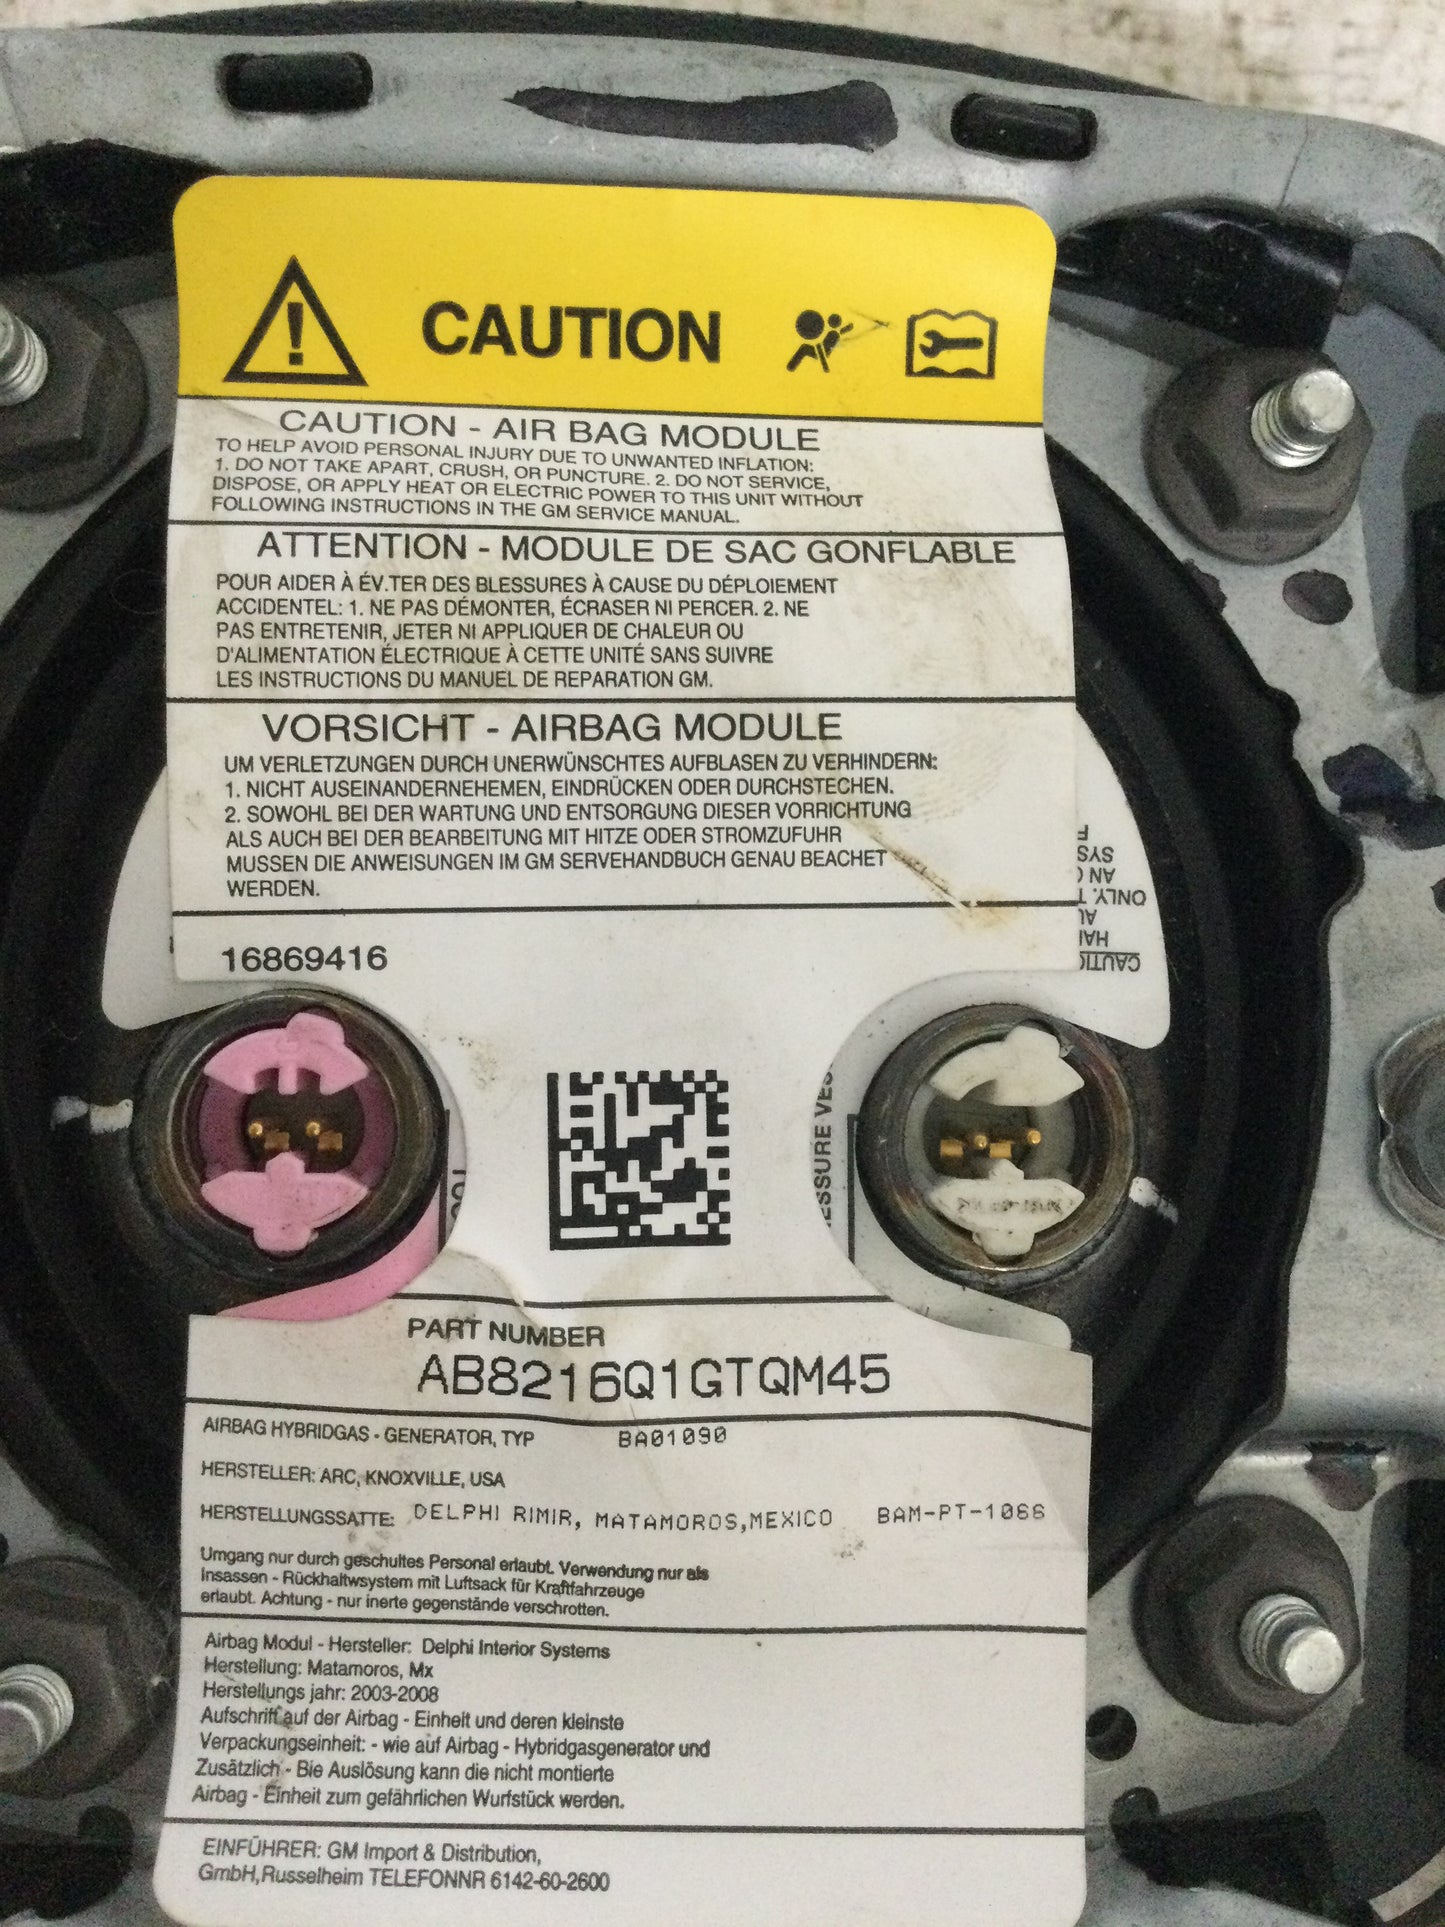 CAUTION
CAUTION - AIR BAG MODULE
TO HELP AVOID PERSONAL INJURY DUE TO UNWANTED INFLATION:
1. DO NOT TAKE APART, CRUSH, OR PUNCTURE. 2. DO NOT SERVICE,
DISPOSE, OR APPLY HEAT OR ELECTRIC POWER TO THIS UNIT WITHOUT
FOLLOWING INSTRUCTIONS IN THE GM SERVICE MANUAL.
ATTENTION - MODULE DE SAC GONFLABLE
POUR AIDER À ÉV.TER DES BLESSURES À CAUSE DU DÉPLOIEMENT
ACCIDENTEL: 1. NE PAS DÉMONTER, ÉCRASER NI PERCER. 2. NE
PAS ENTRETENIR, JETER NI APPLIQUER DE CHALEUR OU
D'ALIMENTATION ÉLECTRIQUE À CETTE UNITÉ SANS SUIVRE
LES INSTRUCTIONS DU MANUEL DE REPARATION GM.
VORSICHT - AIRBAG MODULE
UM VERLETZUNGEN DURCH UNERWÜNSCHTES AUFBLASEN ZU VERHINDERN:
1. NICHT AUSEINANDERNEHEMEN, EINDRÜCKEN ODER DURCHSTECHEN.
2. SOWOHL BEI DER WARTUNG UND ENTSORGUNG DIESER VORRICHTUNG
ALS AUCH BEI DER BEARBEITUNG MIT HITZE ODER STROMZUFUHR
MUSSEN DIE ANWEISUNGEN IM GM SERVEHANDBUCH GENAU BEACHET
WERDEN.
16869416
CAUTIO
HAR
AU
ONLY. T
AN
SYS
ESSURE VES
PART NUMBER
AB8216Q1GTQM45
AIRBAG HYBRIDGAS - GENERATOR, TYP BA01090
HERSTELLER: ARC, KNOXVILLE, USA
HERSTELLUNGSSATTE: DELPHI RIMIR, MATAMOROS,MEXICO BAM-PT-1066
Umgang nur durch geschultes Personal erlaubt. Verwendung nur als
Insassen - Rückhaltwsystem mit Luftsack für Kraftfahrzeuge
erlaubt. Achtung - nur inerte gegenstände verschrotten.
Airbag Modul - Hersteller: Delphi Interior Systems
Herstellung: Matamoros, Mx
Herstellungs jahr: 2003-2008
Aufschrift auf der Airbag - Einheit und deren kleinste
Verpackungseinheit: - wie auf Airbag - Hybridgasgenerator und
Zusätzlich - Bie Auslösung kann die nicht montierte
Airbag - Einheit zum gefährlichen Wurfstück werden.
EINFÜHRER: GM Import & Distribution,
GmbH,Russelheim TELEFONNR 6142-60-2600